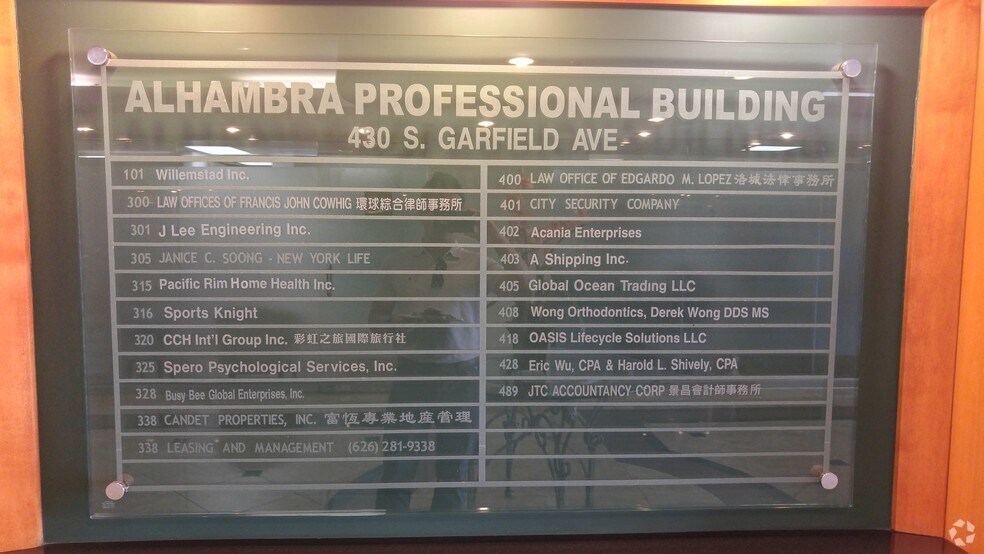 ALHAMBRA PROFESSIONAL BUILDING
430 S. GARFIELD AVE
101 Willemstad Inc.
300 LAW OFFICES OF FRANCIS JOHN COWHIG 環球綜合律師事務所
301 J Lee Engineering Inc.
305 JANICE C. SOONG - NEW YORK LIFE
315 Pacific Rim Home Health Inc.
316 Sports Knight
320 CCH Int'l Group Inc. 彩虹之旅國際旅行社
325 Spero Psychological Services, Inc.
328 Busy Bee Global Enterprises, Inc.
338 CANDET PROPERTIES, INC. 富恆專業地産管理
338 LEASING AND MANAGEMENT (626) 281-9338
400 LAW OFFICE OF EDGARDO M. LOPEZ 洛城法律事務所
401 CITY SECURITY COMPANY
402 Acania Enterprises
403 A Shipping Inc.
405 Global Ocean Trading LLC
408 Wong Orthodontics, Derek Wong DDS MS
418 OASIS Lifecycle Solutions LLC
428 Eric Wu, CPA & Harold L. Shively, CPA
489 JTC ACCOUNTANCY CORP 景昌會計師事務所